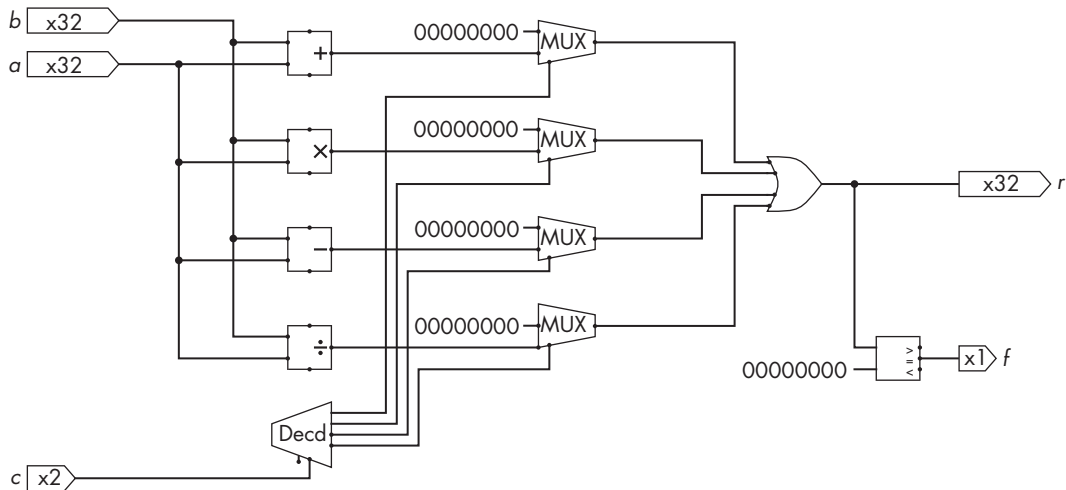 b x32
a x32
+
00000000 MUX
×
00000000 MUX
−
00000000 MUX
÷
00000000 MUX
x32 r
00000000
>
=
<
x1 f
Decd
c x2